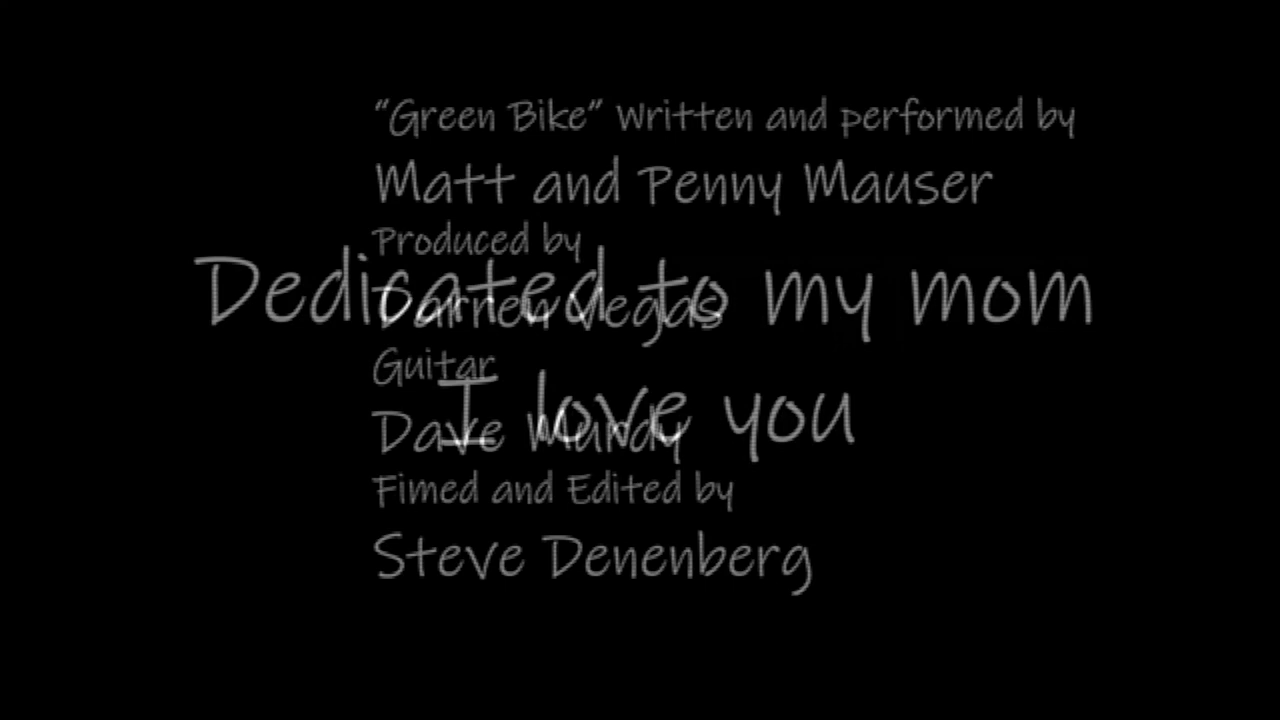 “Green Bike” Written and performed by
Matt and Penny Mauser
Produced by
Darren Vegas
Guitar
Dave Murdy
Fimed and Edited by
Steve Denenberg
Dedicated to my mom
I love you